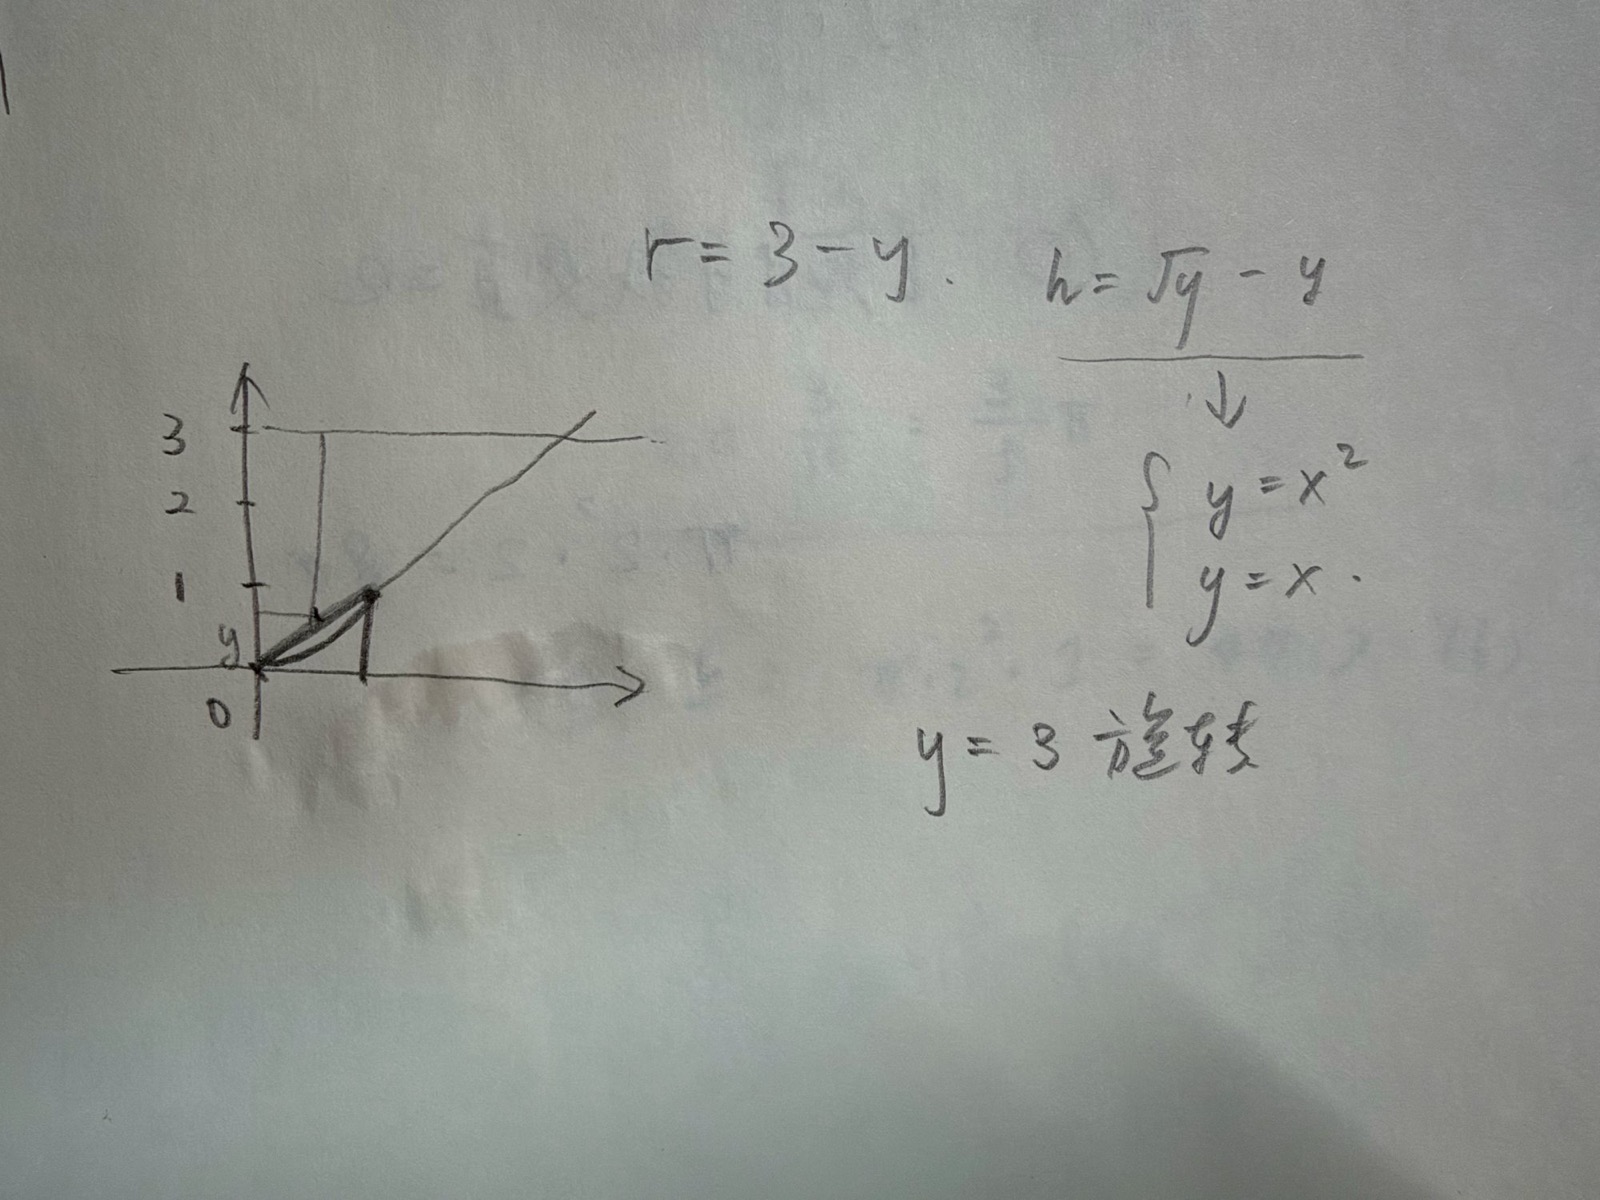 r = 3 - y. h = √y - y
↓
{ y = x²
y = x.
3
2
1
y
0
y = 3 旋转